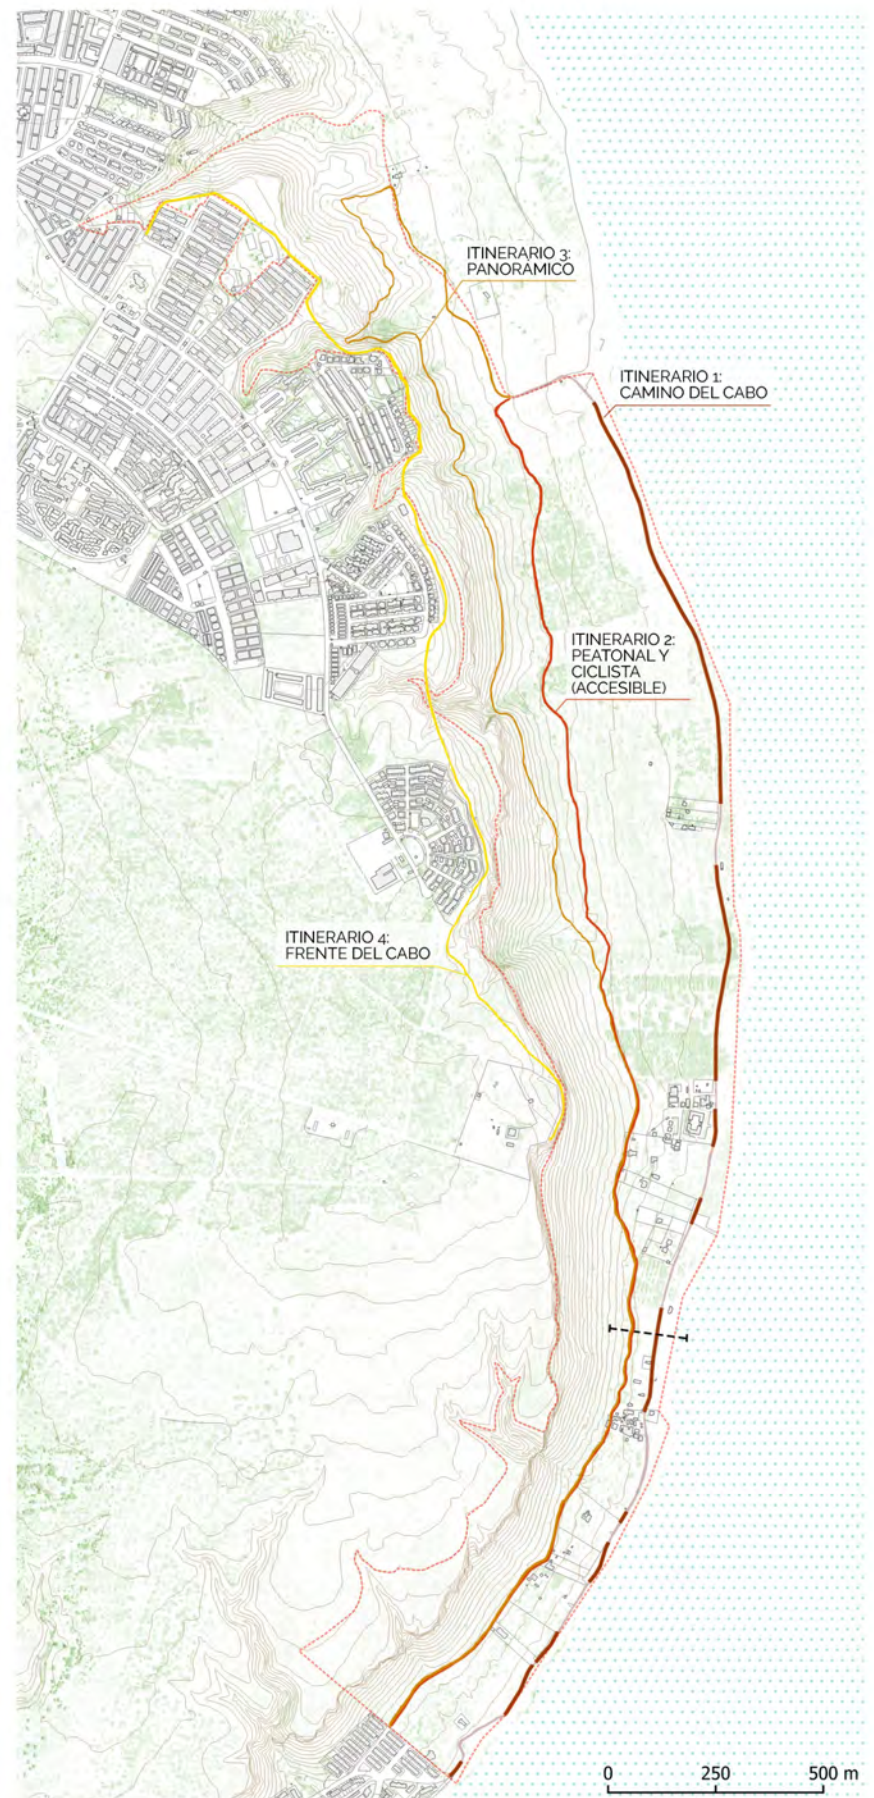 ITINERARIO 3:
PANORÁMICO
ITINERARIO 1:
CAMINO DEL CABO
ITINERARIO 2:
PEATONAL Y
CICLISTA
(ACCESIBLE)
ITINERARIO 4:
FRENTE DEL CABO
0 250 500 m